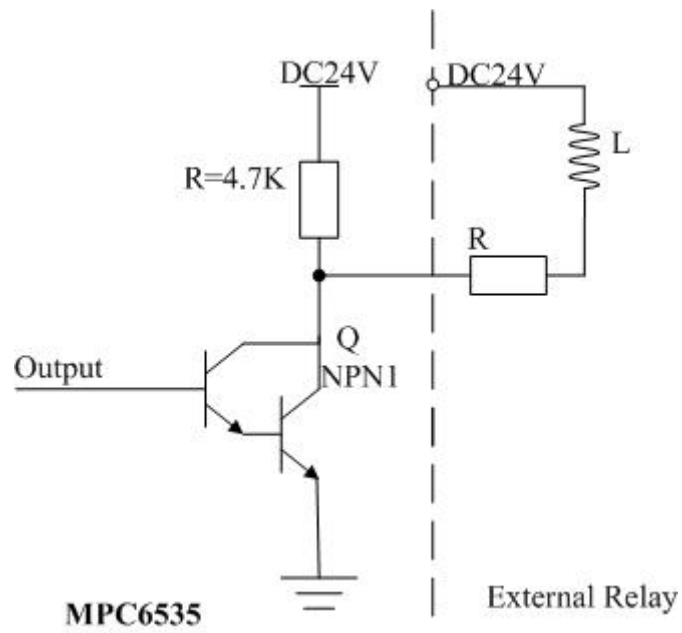 DC24V
DC24V
R=4.7K
L
R
Q
Output
NPN1
MPC6535
External Relay